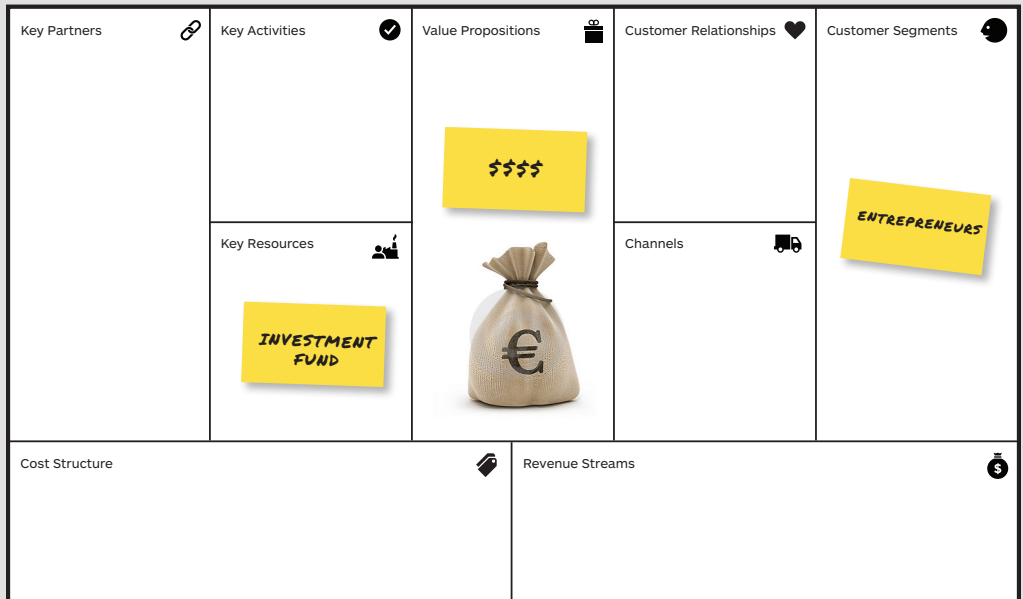 Key Partners
Key Activities
Value Propositions
Customer Relationships
Customer Segments
$$$$
ENTREPRENEURS
Key Resources
Channels
INVESTMENT
FUND
€
Cost Structure
Revenue Streams
$